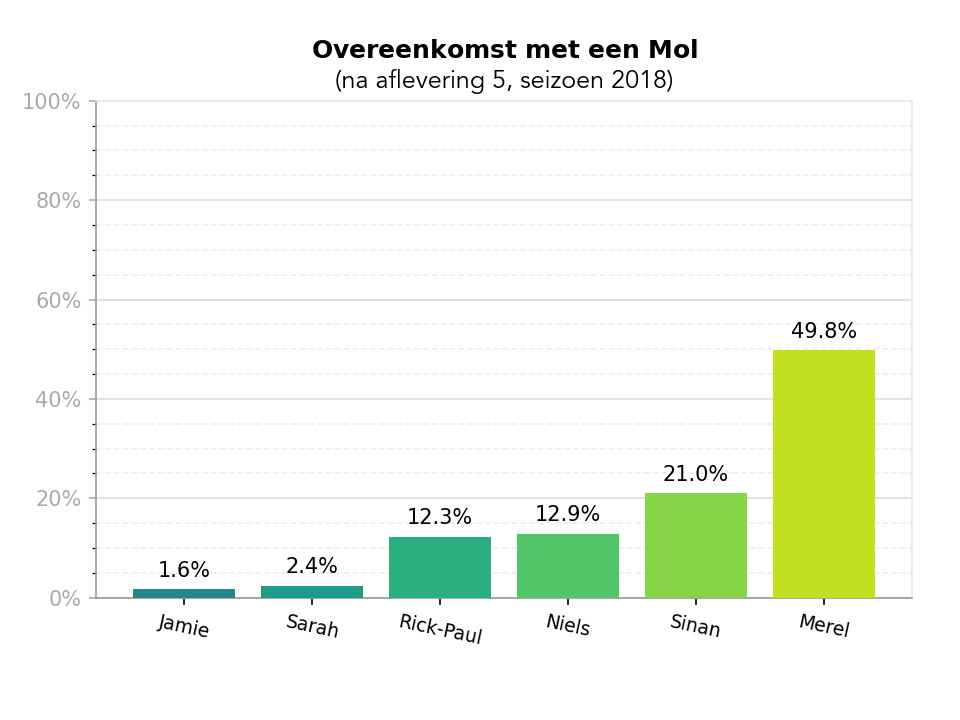 Overeenkomst met een Mol
(na aflevering 5, seizoen 2018)
100%
80%
60%
40%
20%
0%
1.6%
2.4%
12.3%
12.9%
21.0%
49.8%
Jamie
Sarah
Rick-Paul
Niels
Sinan
Merel